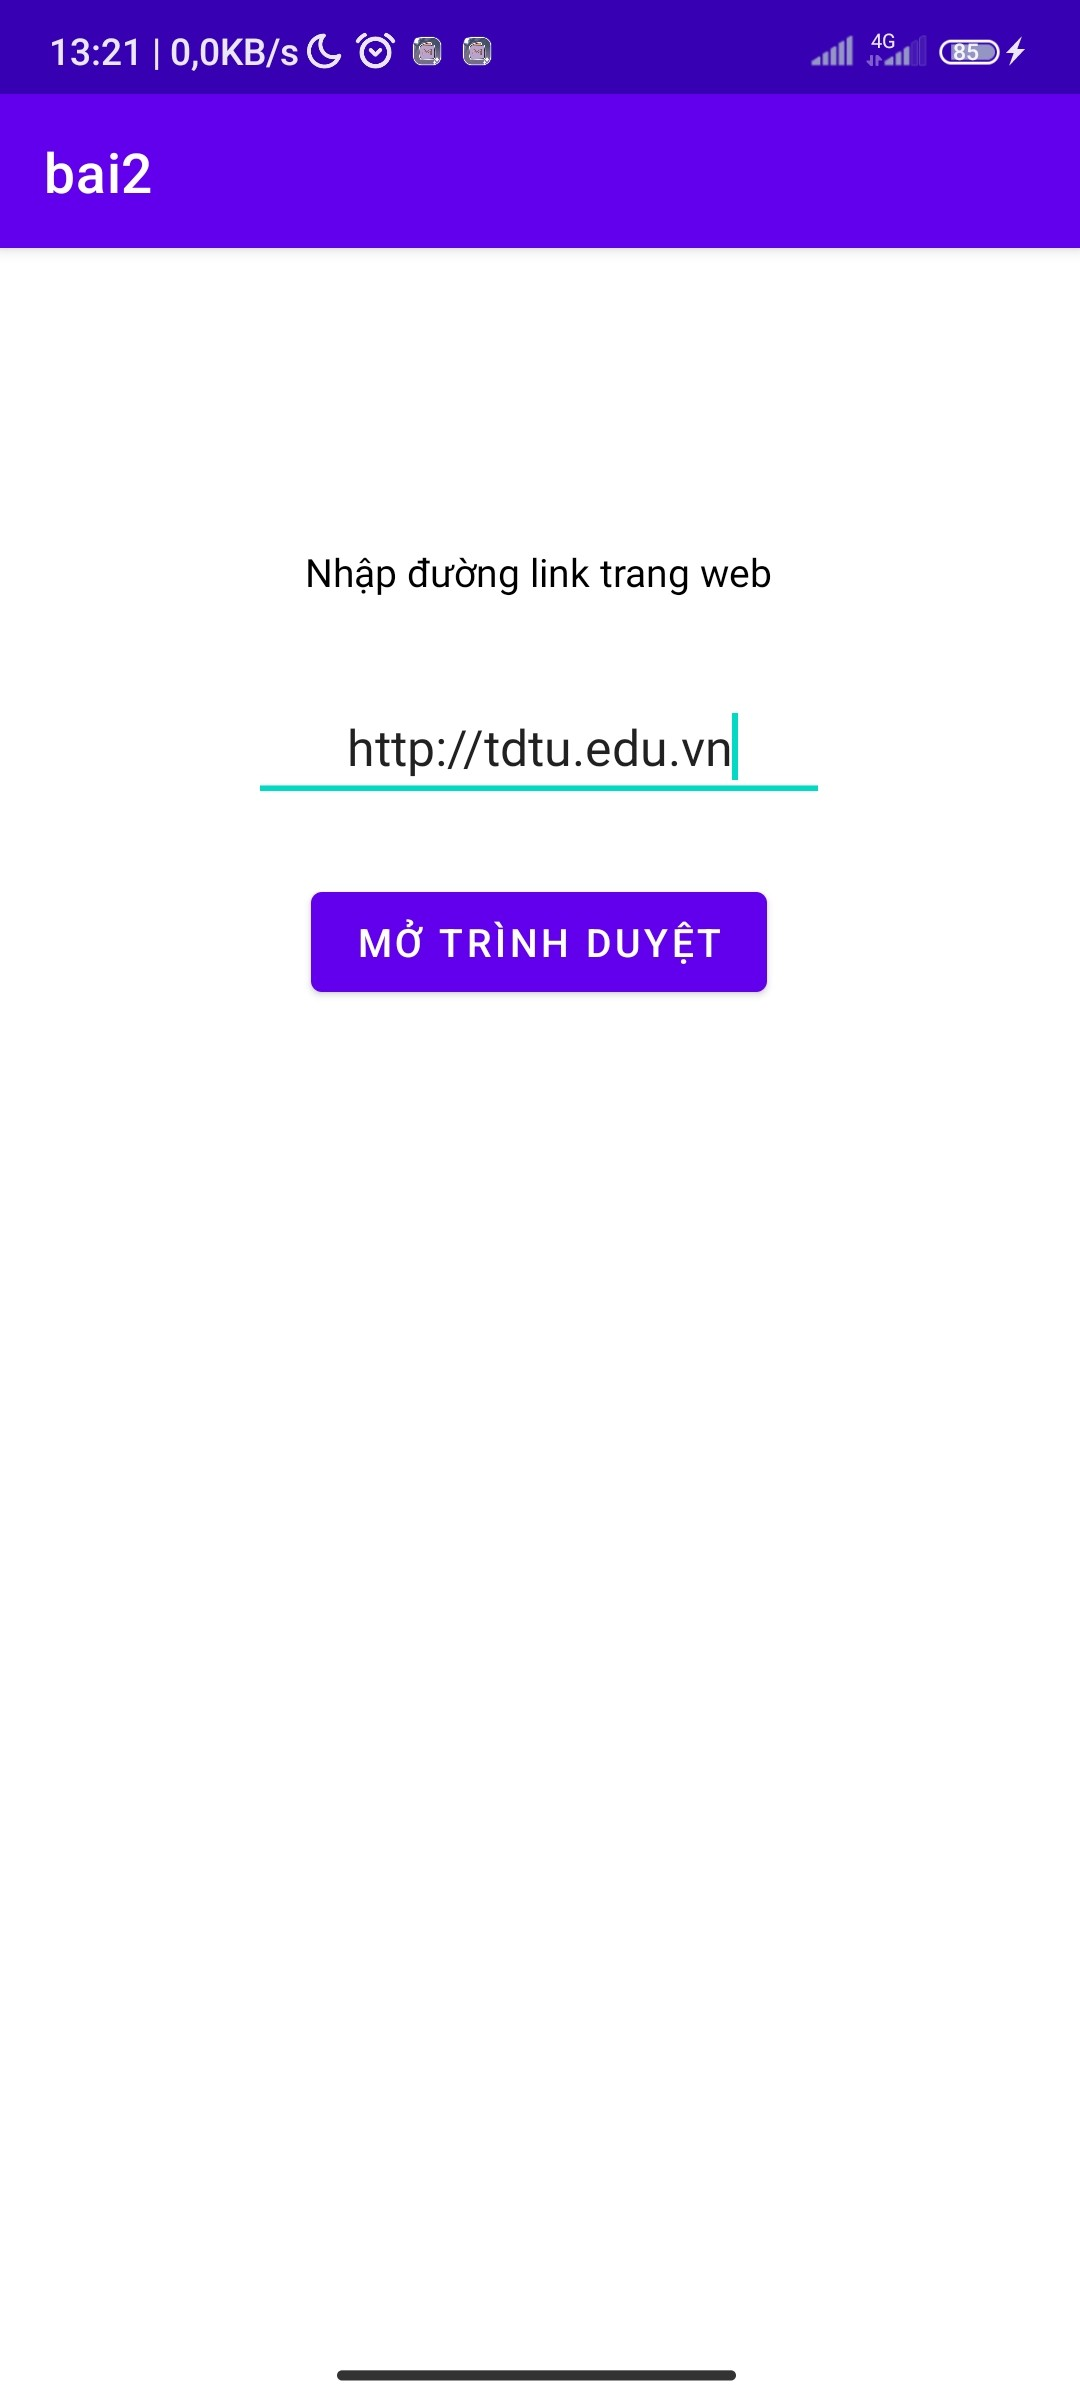 13:21 | 0,0KB/s 4G 85
bai2
Nhập đường link trang web
http://tdtu.edu.vn
MỞ TRÌNH DUYỆT